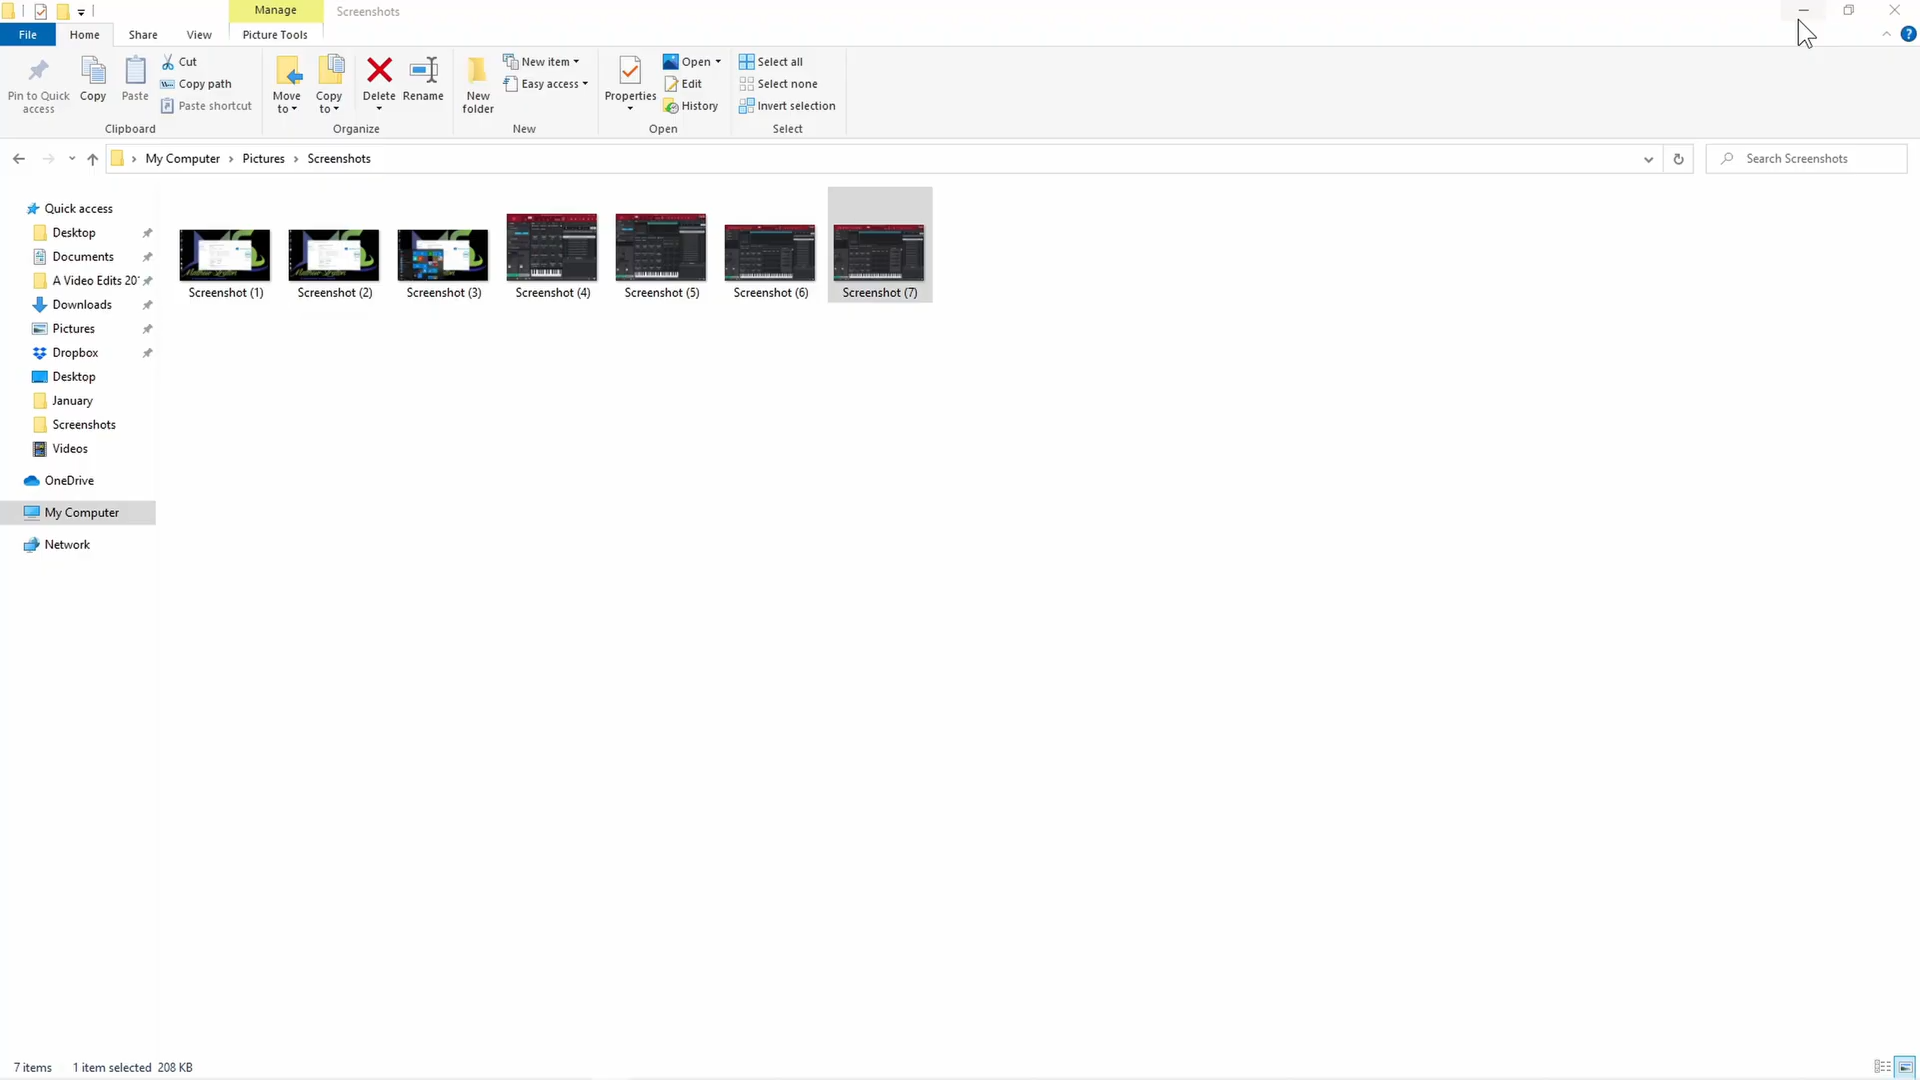 Manage
Screenshots
File
Home
Share
View
Picture Tools
Pin to Quick access
Copy
Paste
Cut
Copy path
Paste shortcut
Clipboard
Move to
Copy to
Delete
Rename
Organize
New folder
New item
Easy access
New
Properties
Open
Edit
History
Open
Select all
Select none
Invert selection
Select
My Computer
Pictures
Screenshots
Search Screenshots
Quick access
Desktop
Documents
A Video Edits 20
Downloads
Pictures
Dropbox
Desktop
January
Screenshots
Videos
OneDrive
My Computer
Network
Screenshot (1)
Screenshot (2)
Screenshot (3)
Screenshot (4)
Screenshot (5)
Screenshot (6)
Screenshot (7)
7 items
1 item selected 208 KB